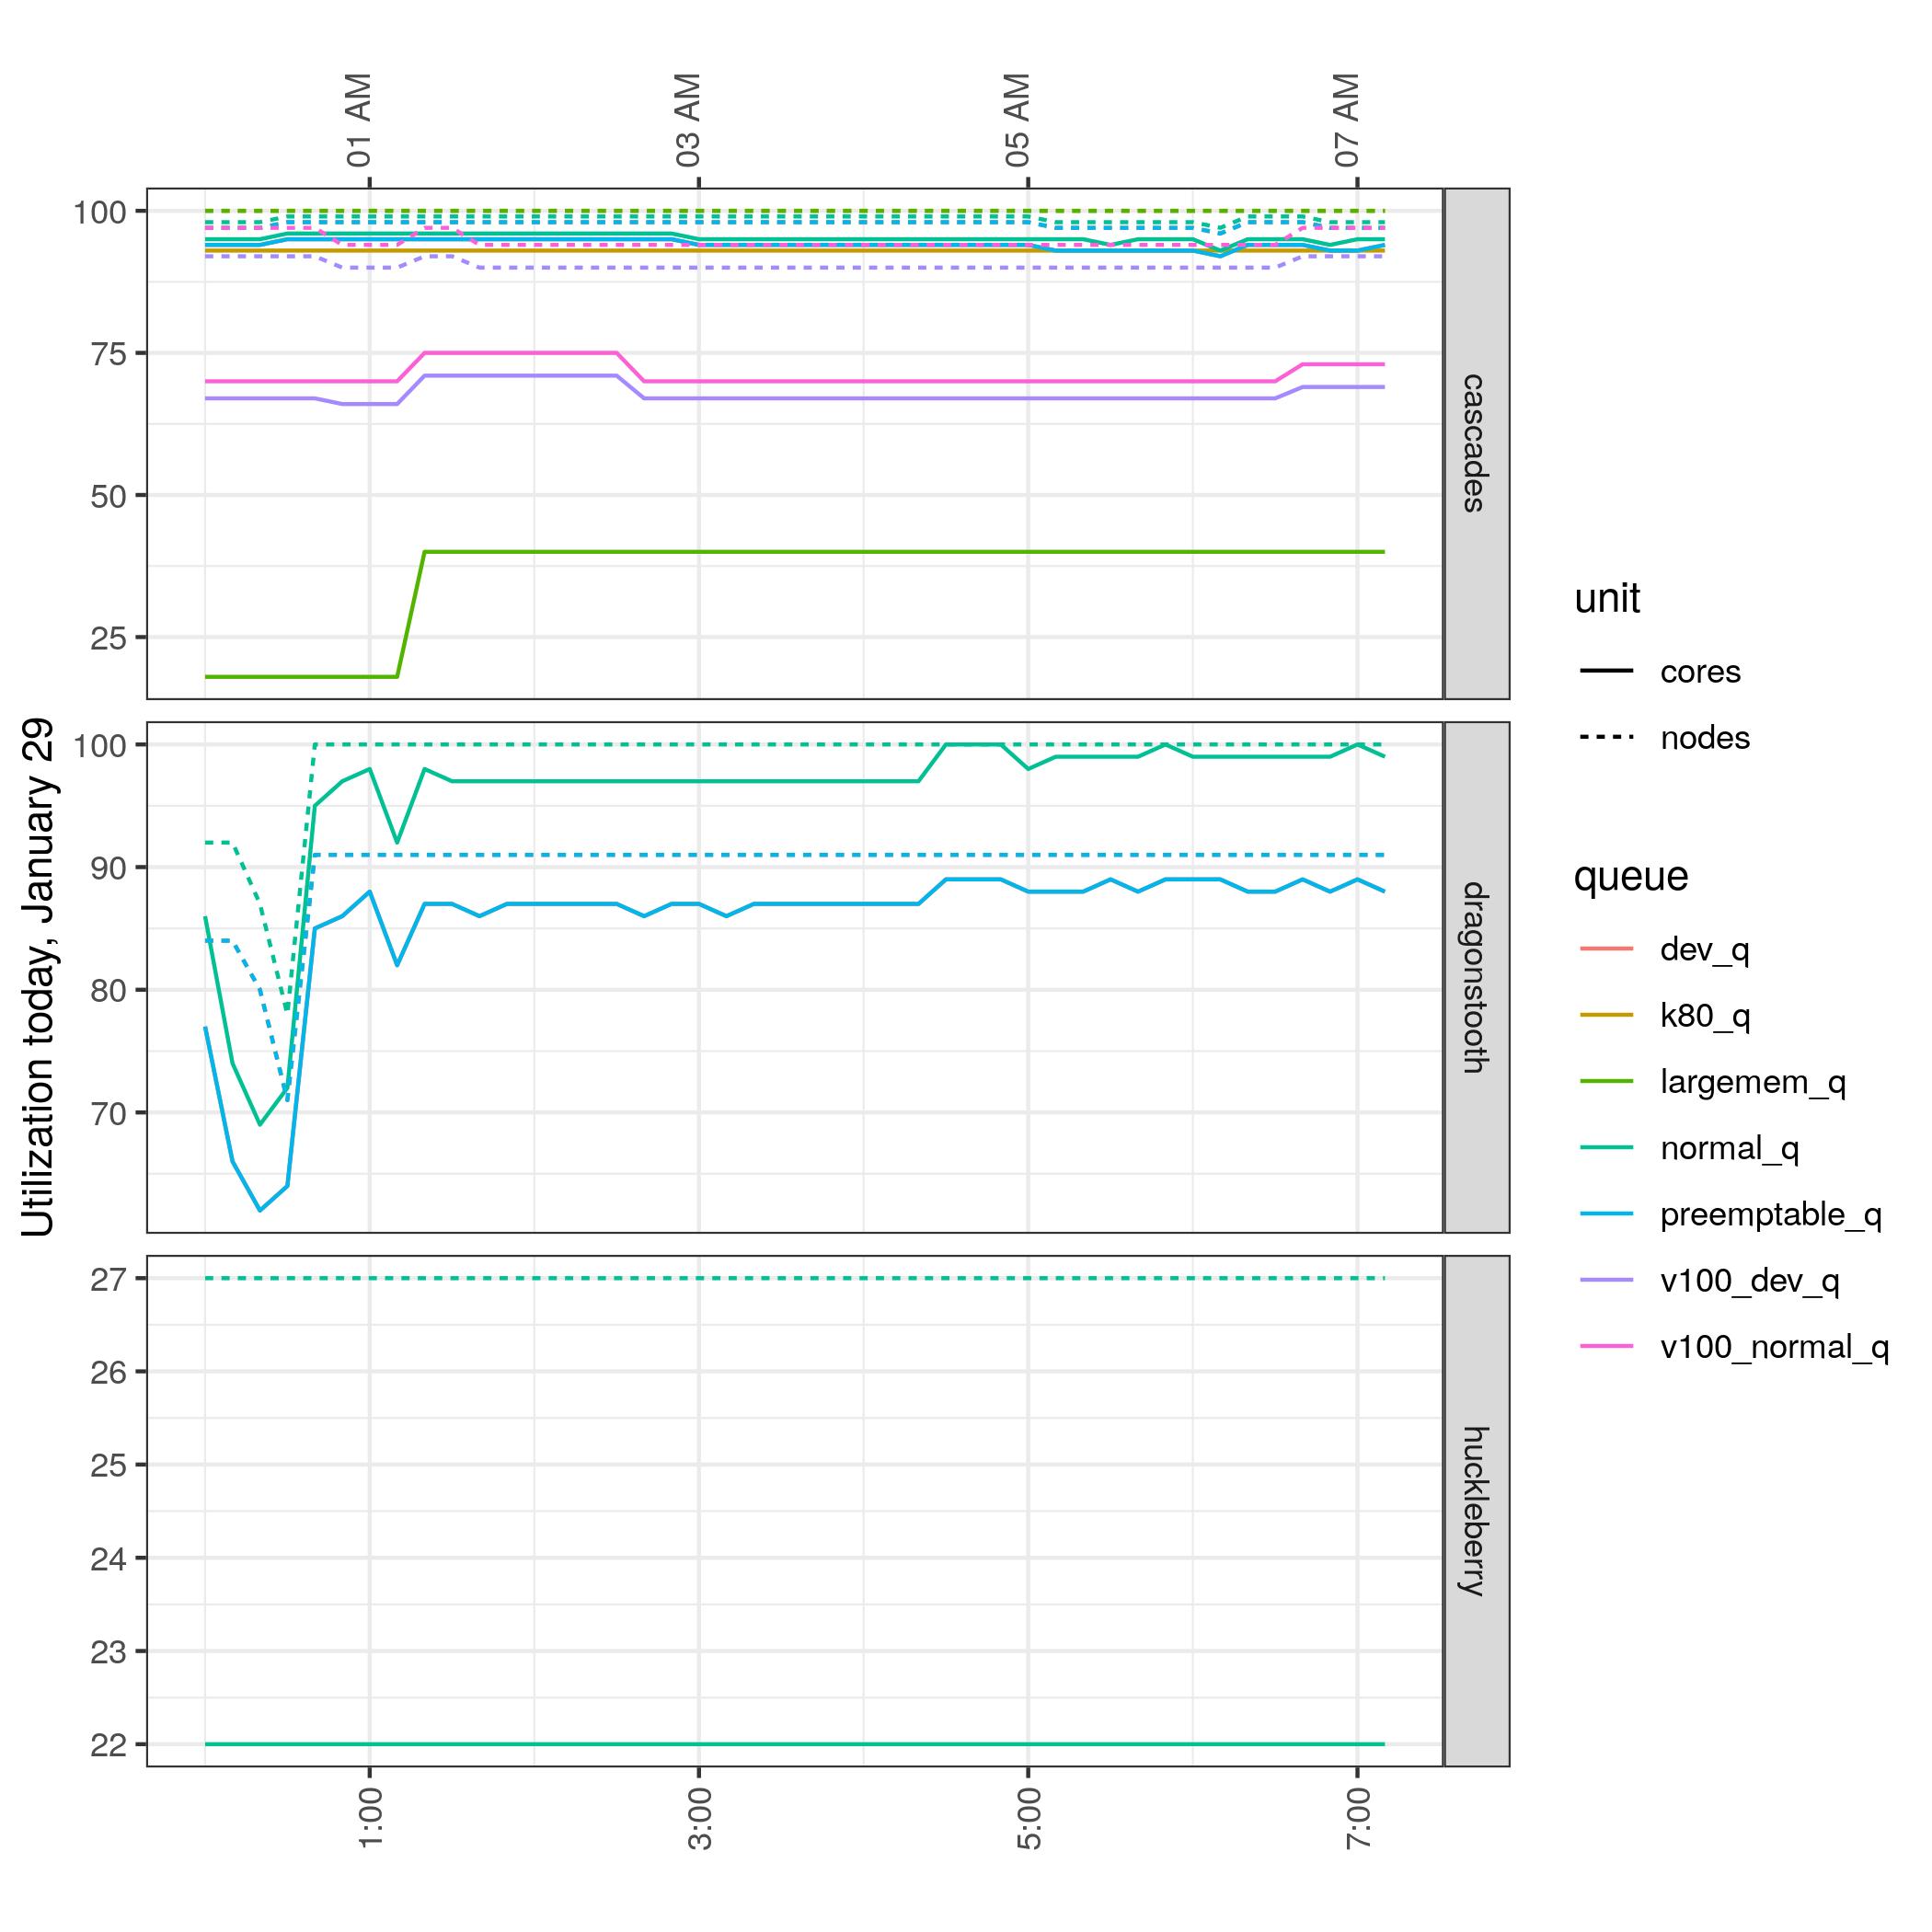 01 AM
03 AM
05 AM
07 AM
Utilization today, January 29
100
75
50
25
cascades
100
90
80
70
dragonstooth
27
26
25
24
23
22
huckleberry
1:00
3:00
5:00
7:00
unit
cores
nodes
queue
dev_q
k80_q
largemem_q
normal_q
preemptable_q
v100_dev_q
v100_normal_q